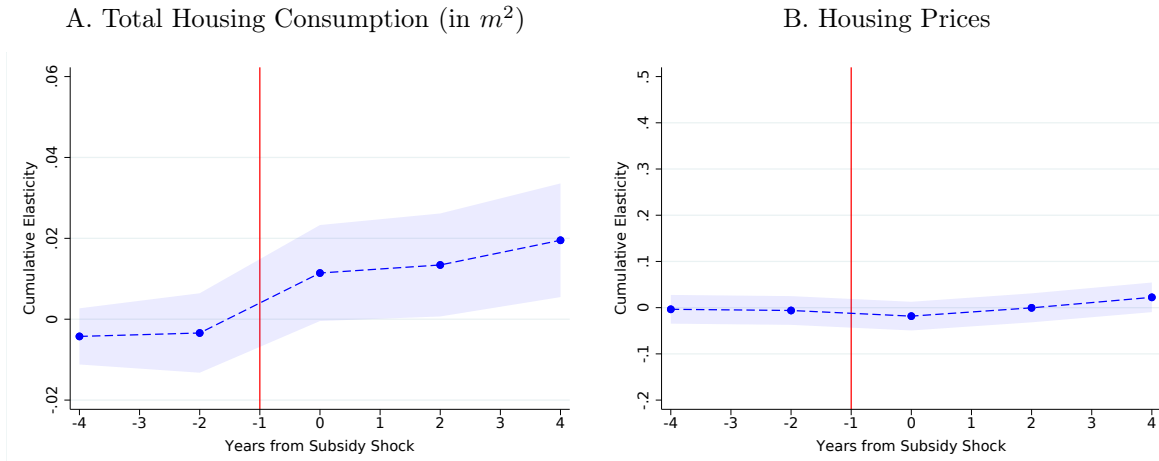 A. Total Housing Consumption (in m²)
.06
.04
.02
0
-.02
Cumulative Elasticity
-4 -3 -2 -1 0 1 2 3 4
Years from Subsidy Shock
B. Housing Prices
.5
.4
.3
.2
.1
0
-.1
-.2
Cumulative Elasticity
-4 -3 -2 -1 0 1 2 3 4
Years from Subsidy Shock